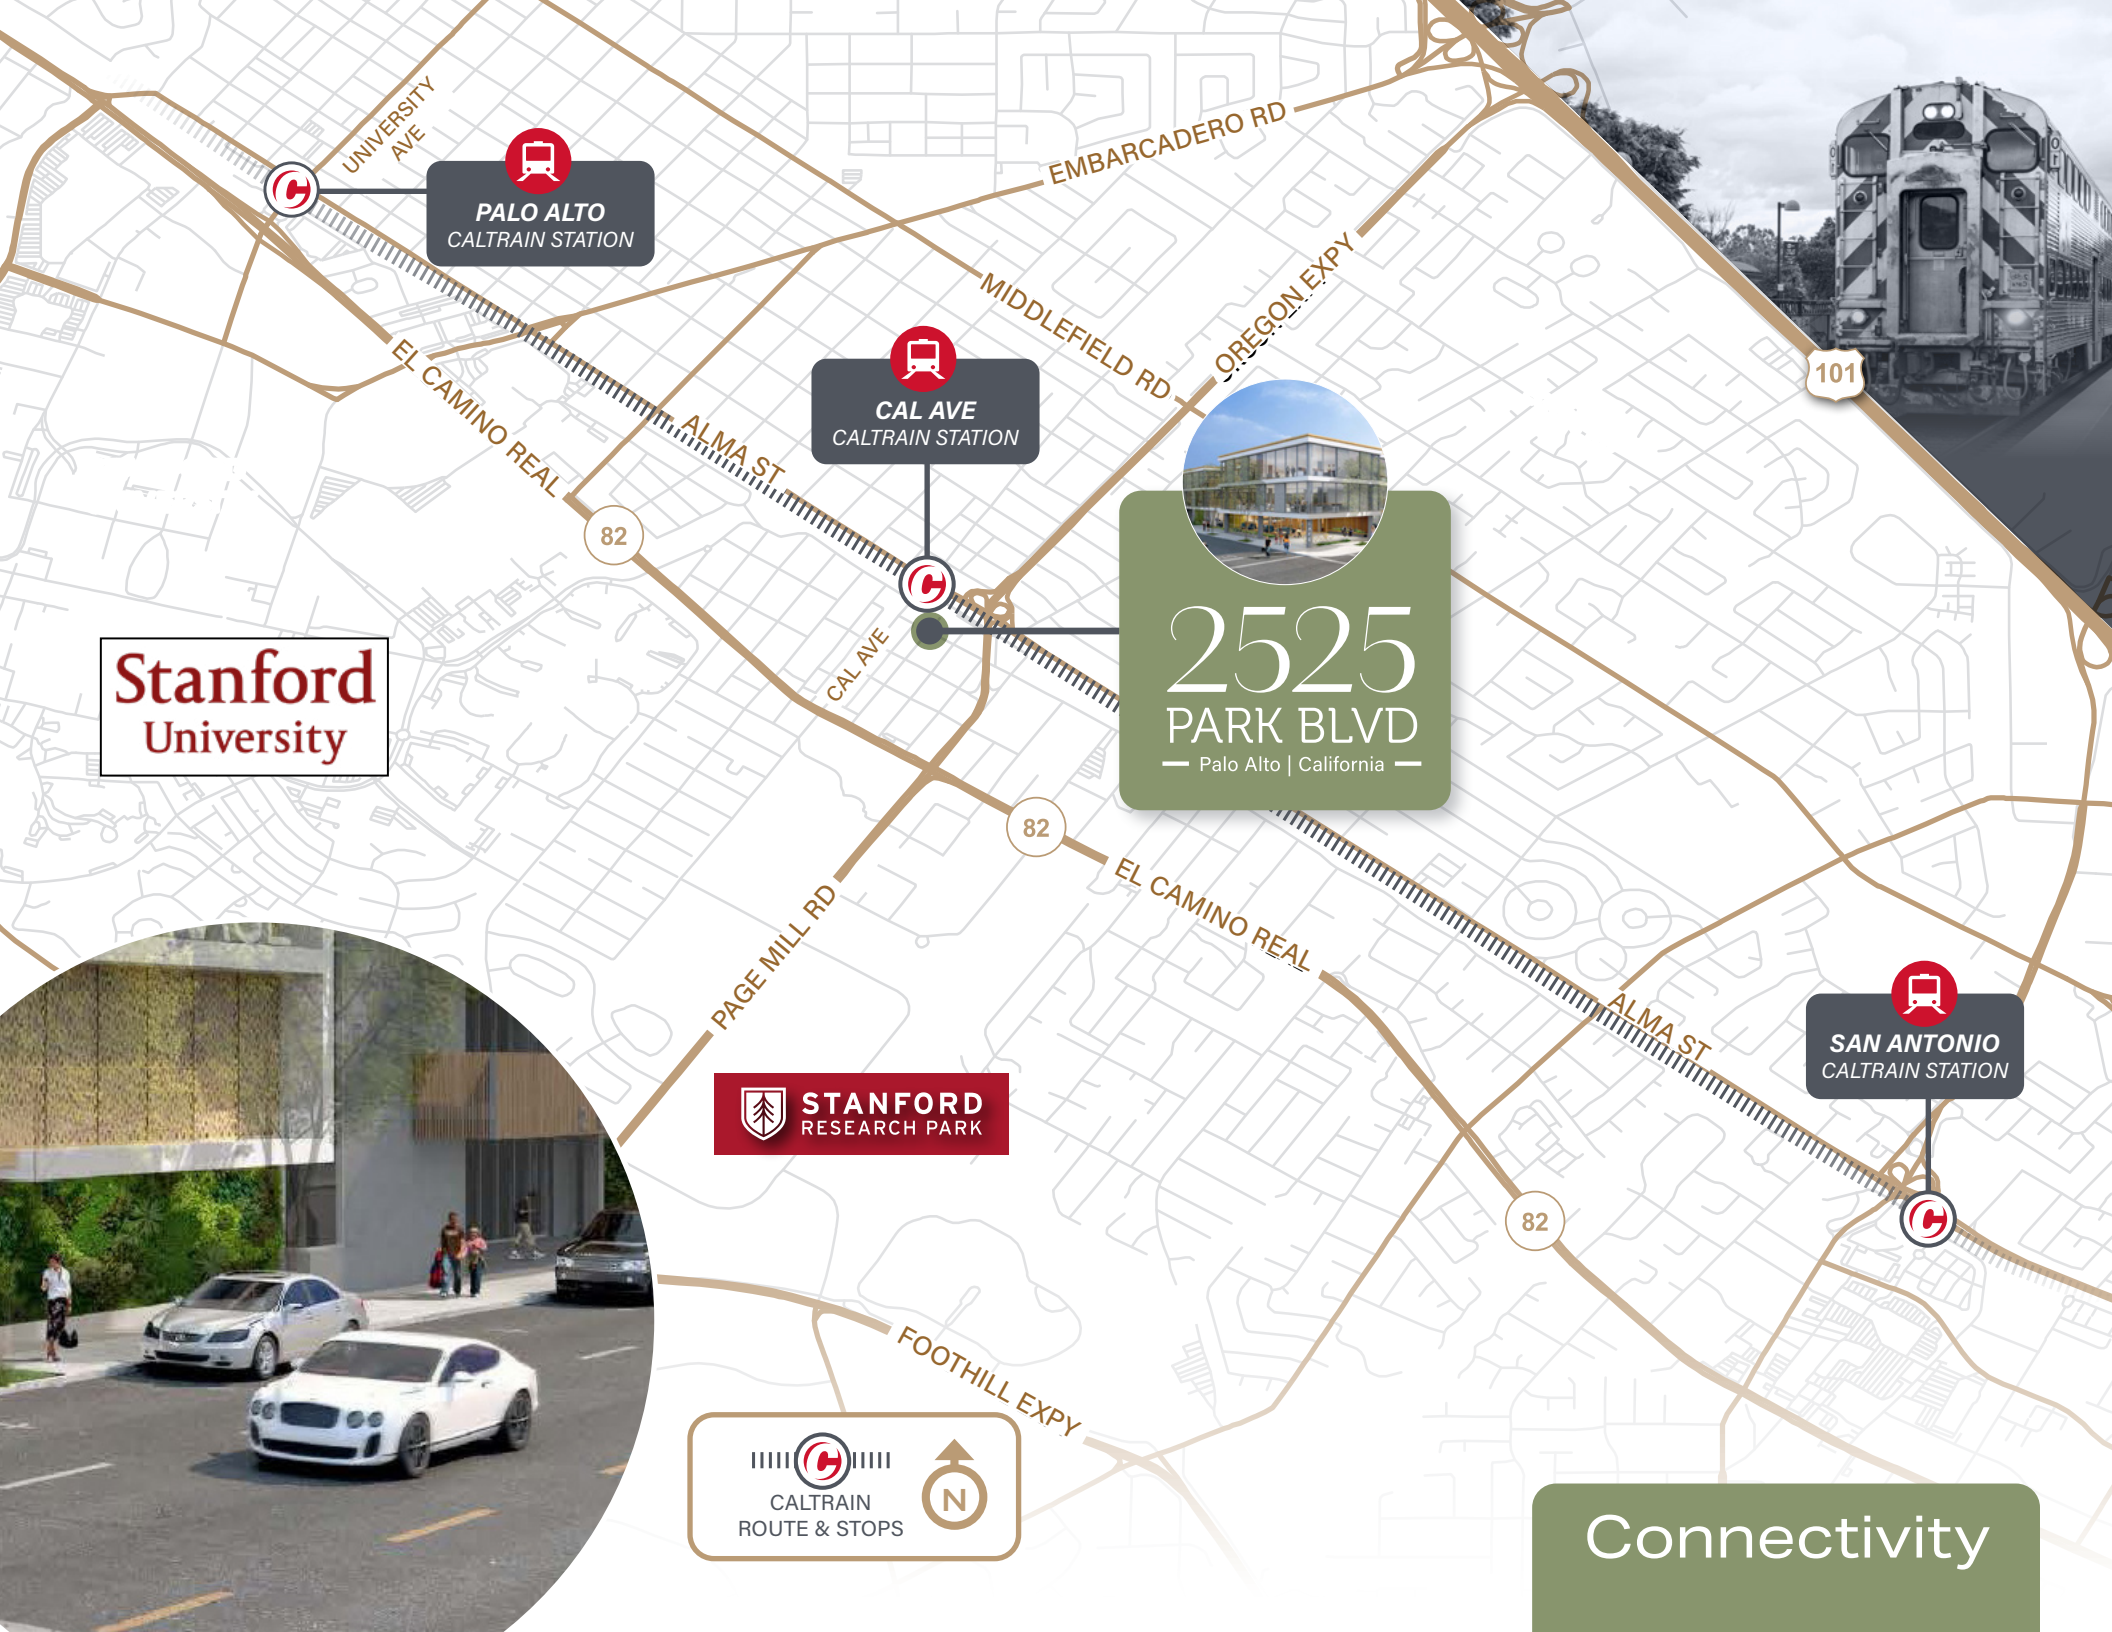 UNIVERSITY
AVE
PALO ALTO
CALTRAIN STATION
EMBARCADERO RD
MIDDLEFIELD RD
OREGON EXPY
101
EL CAMINO REAL
ALMA ST
CAL AVE
CALTRAIN STATION
82
CAL AVE
2525
PARK BLVD
Palo Alto | California
Stanford
University
82
EL CAMINO REAL
PAGE MILL RD
ALMA ST
SAN ANTONIO
CALTRAIN STATION
STANFORD
RESEARCH PARK
82
FOOTHILL EXPY
CALTRAIN
ROUTE & STOPS
N
Connectivity